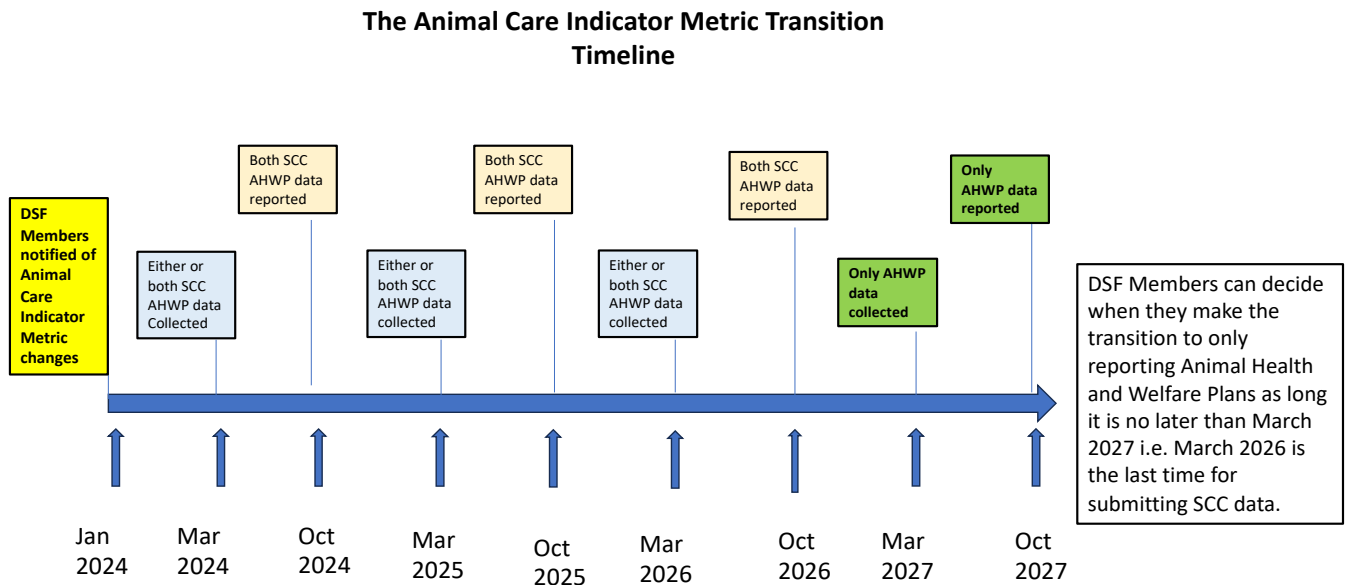 The Animal Care Indicator Metric Transition
Timeline
DSF
Members
notified of
Animal
Care
Indicator
Metric
changes
Either or
both SCC
AHWP data
Collected
Both SCC
AHWP data
reported
Either or
both SCC
AHWP data
collected
Both SCC
AHWP data
reported
Either or
both SCC
AHWP data
collected
Both SCC
AHWP data
reported
Only AHWP
data
collected
Only
AHWP data
reported
DSF Members can decide
when they make the
transition to only
reporting Animal Health
and Welfare Plans as long
it is no later than March
2027 i.e. March 2026 is
the last time for
submitting SCC data.
Jan
2024
Mar
2024
Oct
2024
Mar
2025
Oct
2025
Mar
2026
Oct
2026
Mar
2027
Oct
2027